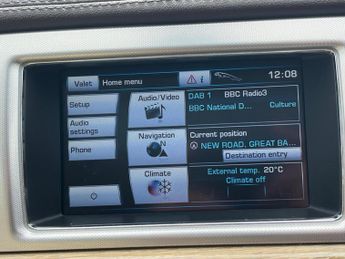 Valet Home menu i 12:08
Setup
Audio settings
Phone
Audio/Video
Navigation
N
Climate
DAB 1 BBC Radio3
BBC National D... Culture
Current position
NEW ROAD, GREAT BA...
Destination entry
External temp. 20°C
Climate off